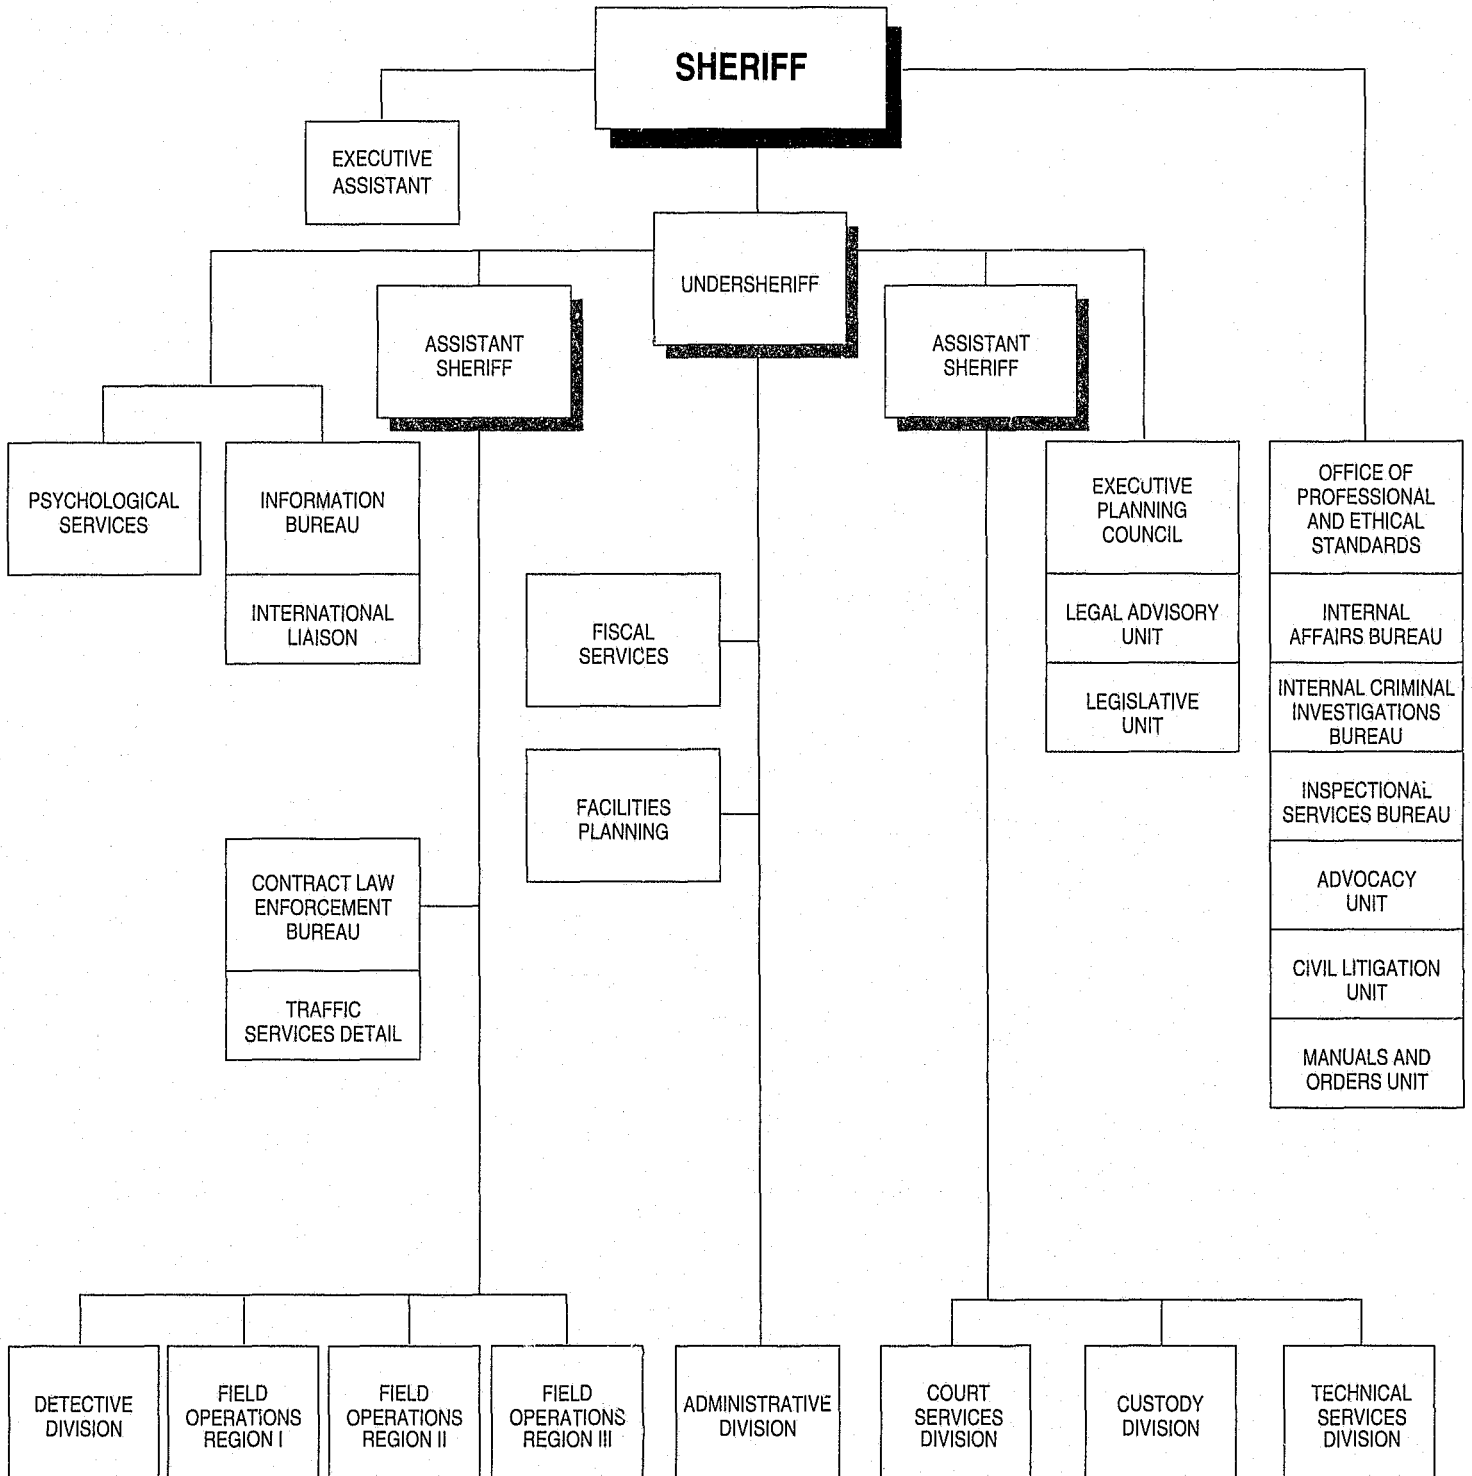 SHERIFF
EXECUTIVE
ASSISTANT
UNDERSHERIFF
ASSISTANT
SHERIFF
ASSISTANT
SHERIFF
PSYCHOLOGICAL
SERVICES
INFORMATION
BUREAU
INTERNATIONAL
LIAISON
EXECUTIVE
PLANNING
COUNCIL
LEGAL ADVISORY
UNIT
LEGISLATIVE
UNIT
OFFICE OF
PROFESSIONAL
AND ETHICAL
STANDARDS
INTERNAL
AFFAIRS BUREAU
INTERNAL CRIMINAL
INVESTIGATIONS
BUREAU
INSPECTIONAL
SERVICES BUREAU
ADVOCACY
UNIT
CIVIL LITIGATION
UNIT
MANUALS AND
ORDERS UNIT
FISCAL
SERVICES
FACILITIES
PLANNING
CONTRACT LAW
ENFORCEMENT
BUREAU
TRAFFIC
SERVICES DETAIL
DETECTIVE
DIVISION
FIELD
OPERATIONS
REGION I
FIELD
OPERATIONS
REGION II
FIELD
OPERATIONS
REGION III
ADMINISTRATIVE
DIVISION
COURT
SERVICES
DIVISION
CUSTODY
DIVISION
TECHNICAL
SERVICES
DIVISION